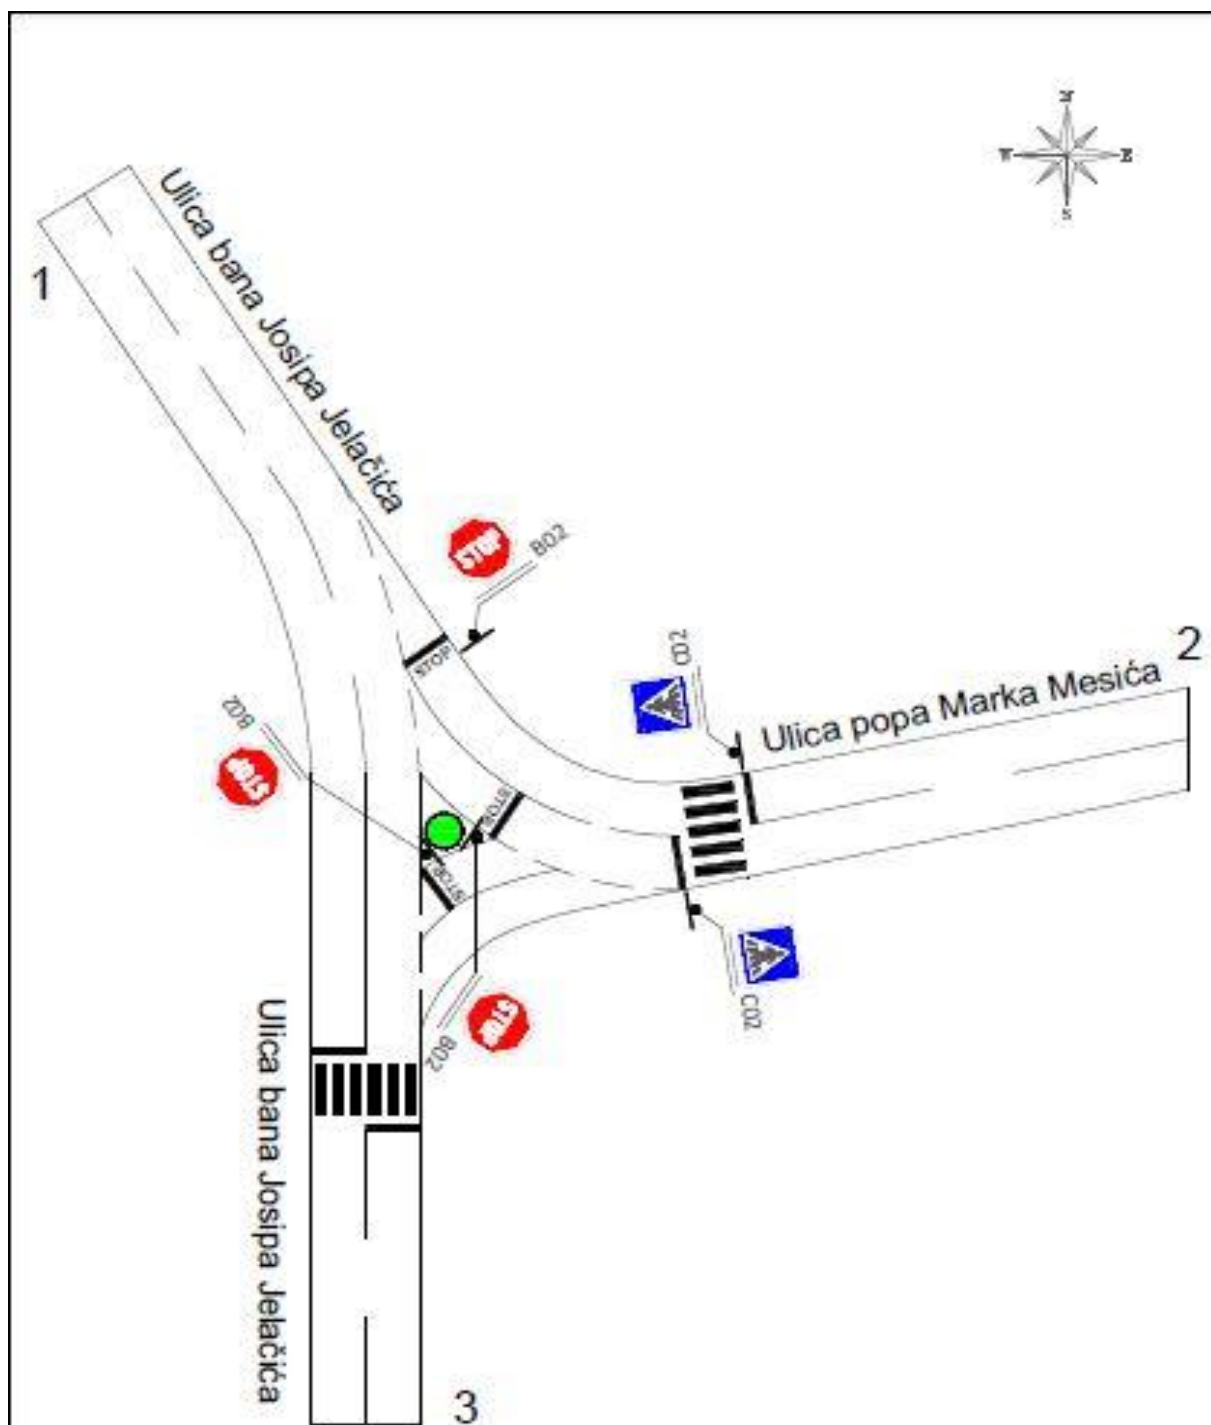 N
W
E
S
1
Ulica bana Josipa Jelačića
STOP
B02
STOP
C02
2
Ulica popa Marka Mesića
B02
STOP
STOP
STOP
C02
STOP
B02
Ulica bana Josipa Jelačića
3